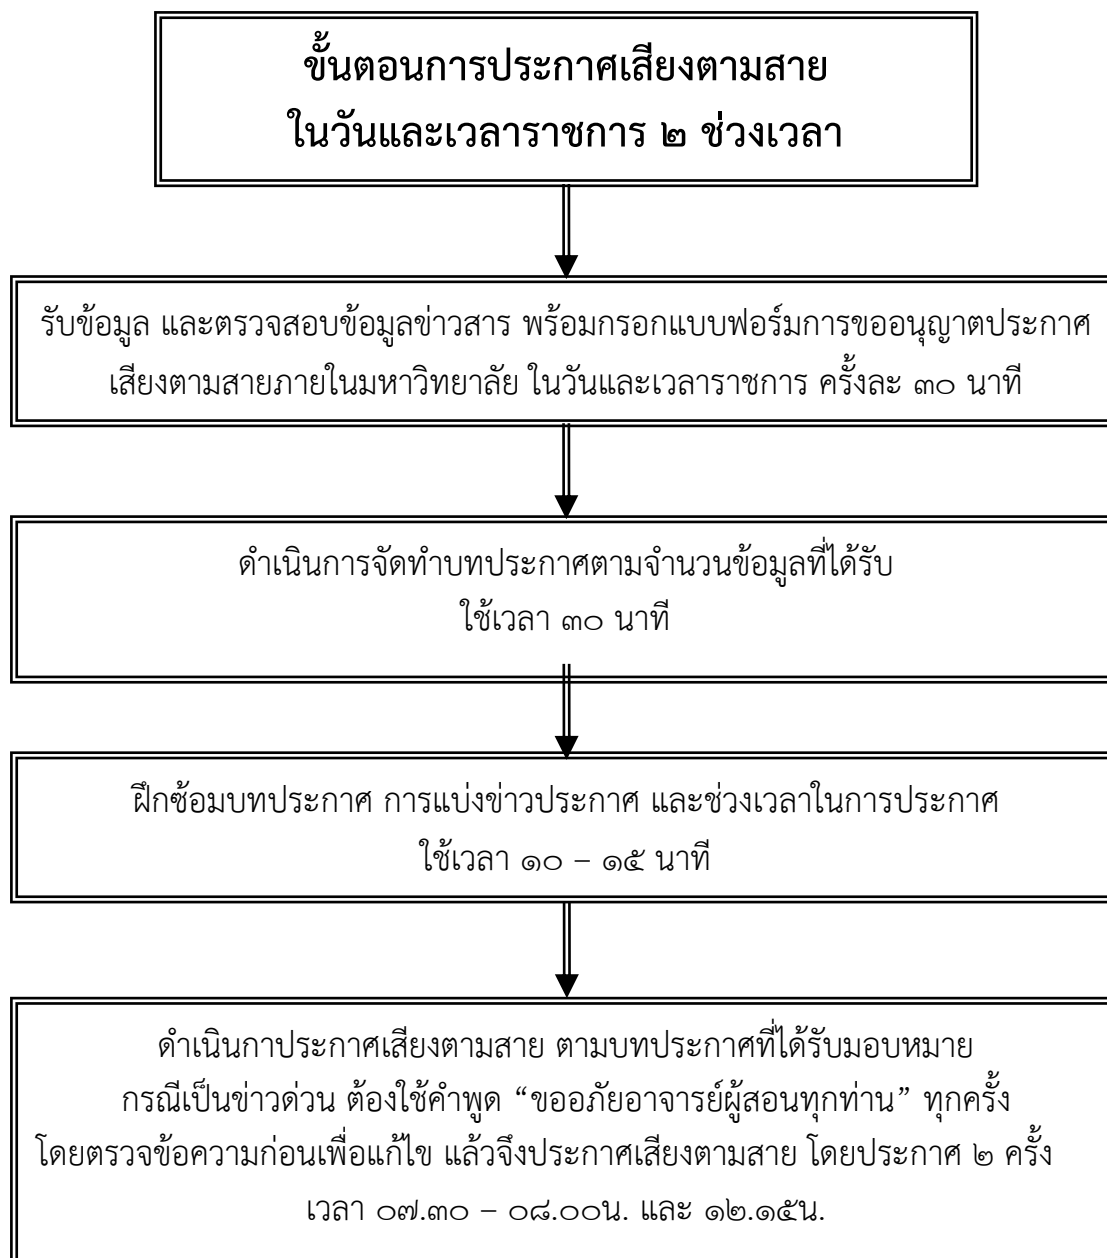 ขั้นตอนการประกาศเสียงตามสาย
ในวันและเวลาราชการ ๒ ช่วงเวลา
รับข้อมูล และตรวจสอบข้อมูลข่าวสาร พร้อมกรอกแบบฟอร์มการขออนุญาตประกาศ
เสียงตามสายภายในมหาวิทยาลัย ในวันและเวลาราชการ ครั้งละ ๓๐ นาที
ดำเนินการจัดทำบทประกาศตามจำนวนข้อมูลที่ได้รับ
ใช้เวลา ๓๐ นาที
ฝึกซ้อมบทประกาศ การแบ่งข่าวประกาศ และช่วงเวลาในการประกาศ
ใช้เวลา ๑๐ – ๑๕ นาที
ดำเนินกาประกาศเสียงตามสาย ตามบทประกาศที่ได้รับมอบหมาย
กรณีเป็นข่าวด่วน ต้องใช้คำพูด “ขออภัยอาจารย์ผู้สอนทุกท่าน” ทุกครั้ง
โดยตรวจข้อความก่อนเพื่อแก้ไข แล้วจึงประกาศเสียงตามสาย โดยประกาศ ๒ ครั้ง
เวลา ๐๗.๓๐ – ๐๘.๐๐น. และ ๑๒.๑๕น.